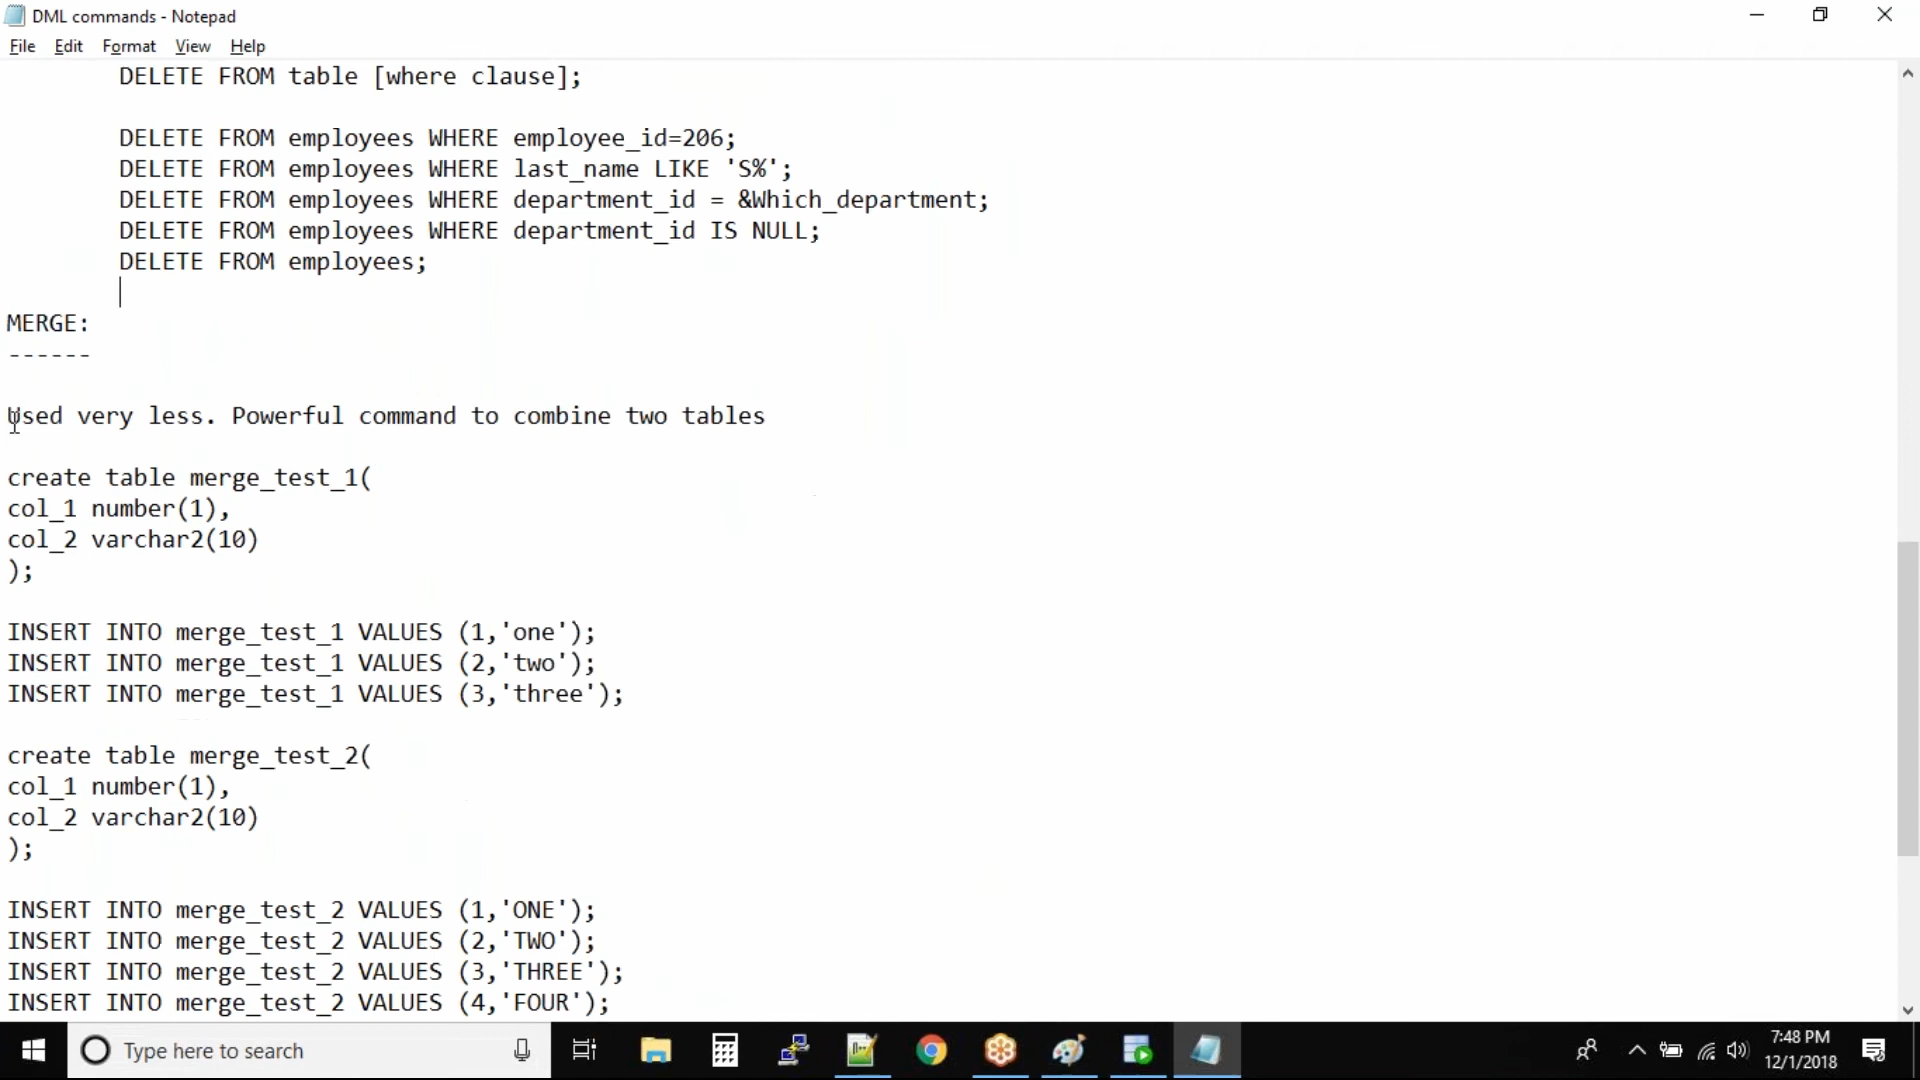 DML commands - Notepad
File Edit Format View Help
DELETE FROM table [where clause];
DELETE FROM employees WHERE employee_id=206;
DELETE FROM employees WHERE last_name LIKE 'S%';
DELETE FROM employees WHERE department_id = &Which_department;
DELETE FROM employees WHERE department_id IS NULL;
DELETE FROM employees;
MERGE:
------
Used very less. Powerful command to combine two tables
create table merge_test_1(
col_1 number(1),
col_2 varchar2(10)
);
INSERT INTO merge_test_1 VALUES (1,'one');
INSERT INTO merge_test_1 VALUES (2,'two');
INSERT INTO merge_test_1 VALUES (3,'three');
create table merge_test_2(
col_1 number(1),
col_2 varchar2(10)
);
INSERT INTO merge_test_2 VALUES (1,'ONE');
INSERT INTO merge_test_2 VALUES (2,'TWO');
INSERT INTO merge_test_2 VALUES (3,'THREE');
INSERT INTO merge_test_2 VALUES (4,'FOUR');
Type here to search
7:48 PM
12/1/2018